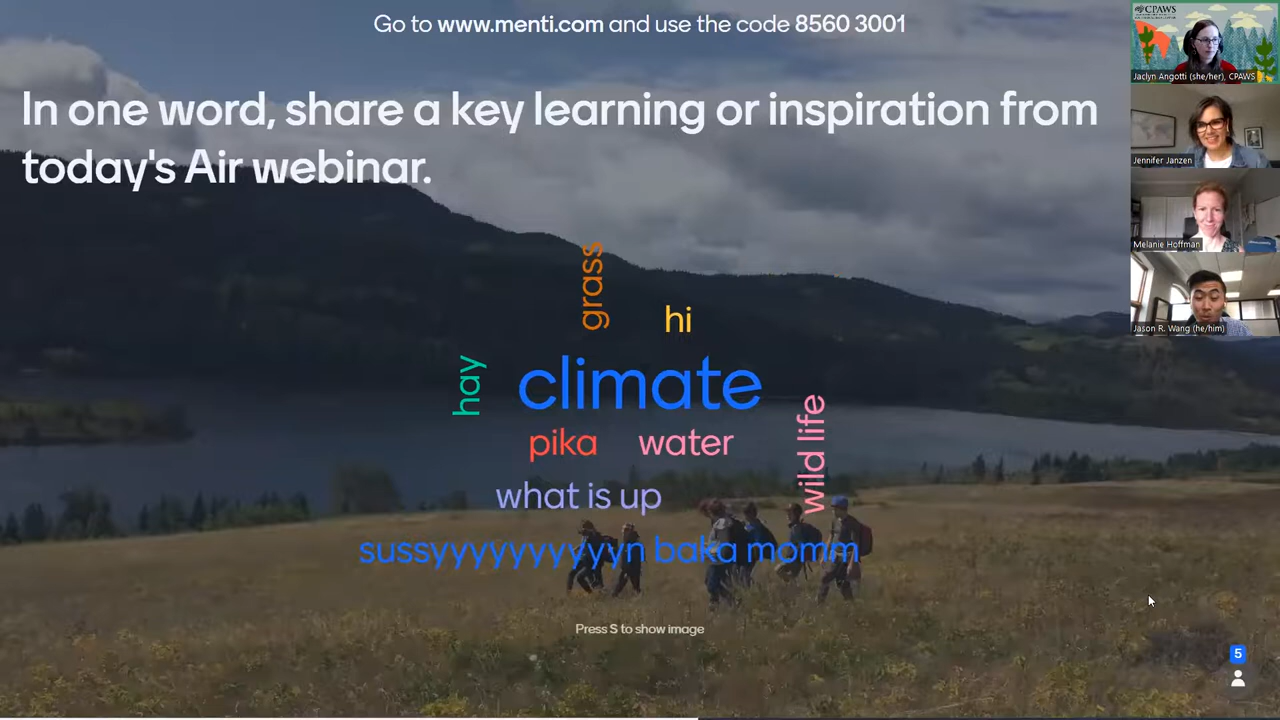 Go to www.menti.com and use the code 8560 3001
In one word, share a key learning or inspiration from
today's Air webinar.
grass
hi
hay
climate
wild life
pika
water
what is up
sussyyyyyyyyyyyn baka momm
Press S to show image
5
CPAWS
Jaclyn Angotti (she/her), CPAWS
Jennifer Janzen
Melanie Hoffman
Jason R. Wang (he/him)